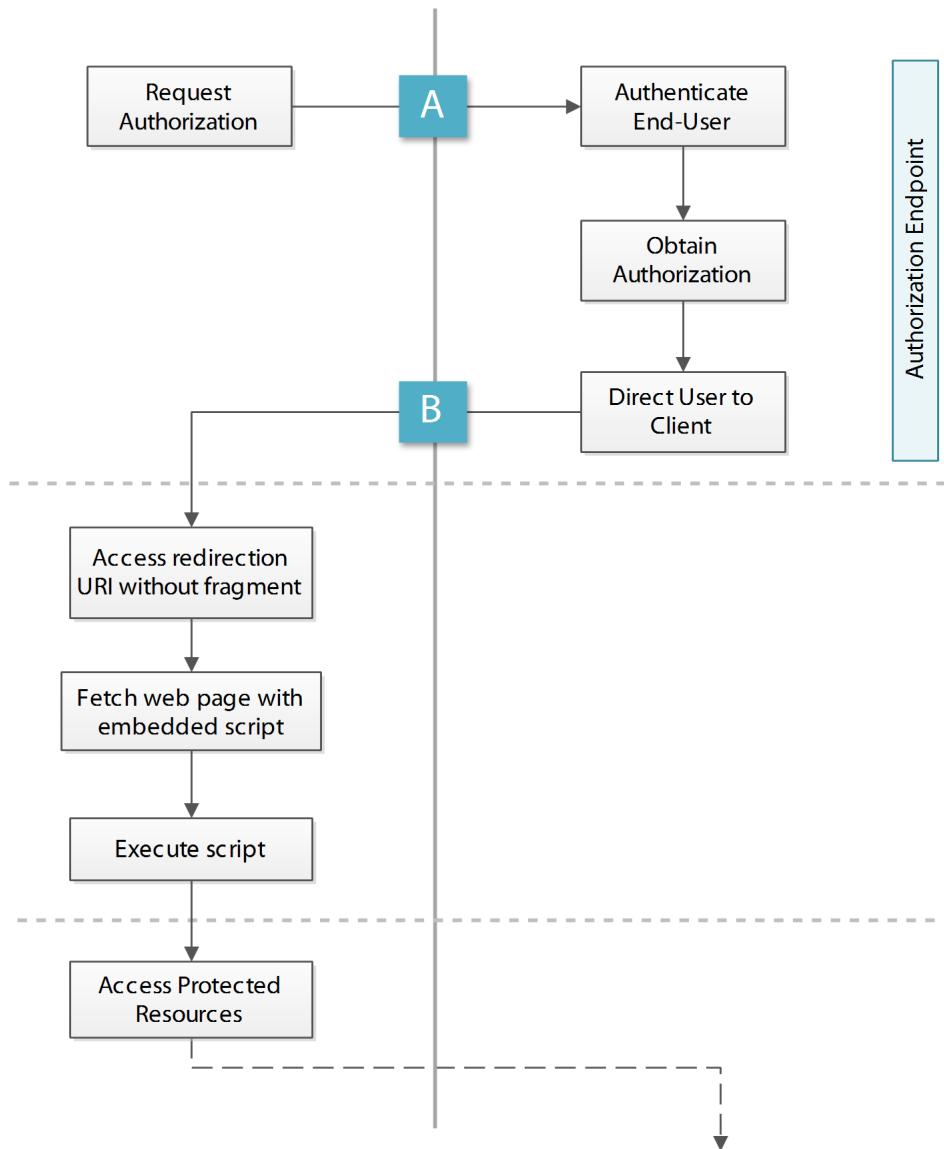 Request
Authorization
A
Authenticate
End-User
Authorization Endpoint
Obtain
Authorization
B
Direct User to
Client
Access redirection
URI without fragment
Fetch web page with
embedded script
Execute script
Access Protected
Resources